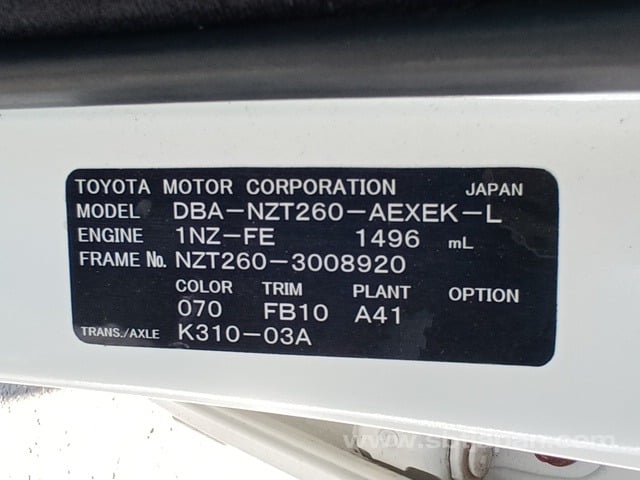 TOYOTA MOTOR CORPORATION JAPAN
MODEL DBA-NZT260-AEXEK-L
ENGINE 1NZ-FE 1496 mL
FRAME No. NZT260-3008920
COLOR TRIM PLANT OPTION
070 FB10 A41
TRANS./AXLE K310-03A